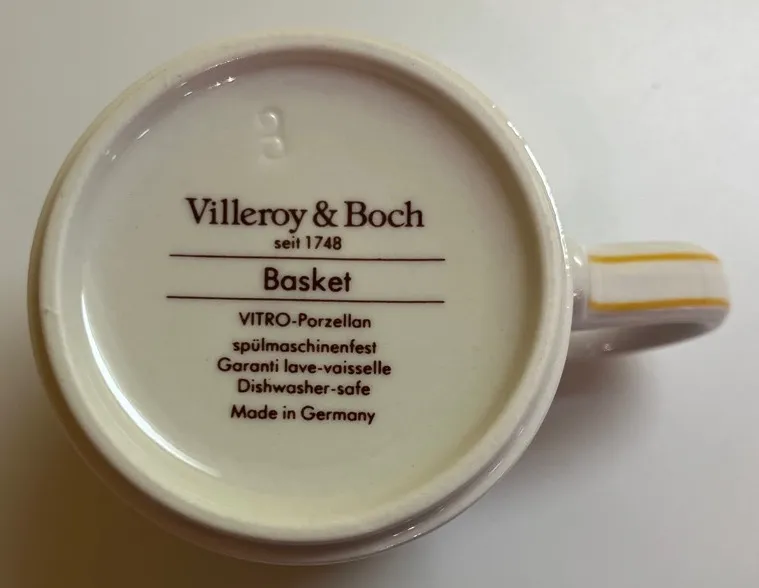 Villeroy & Boch
seit 1748
Basket
VITRO-Porzellan
spülmaschinenfest
Garanti lave-vaisselle
Dishwasher-safe
Made in Germany